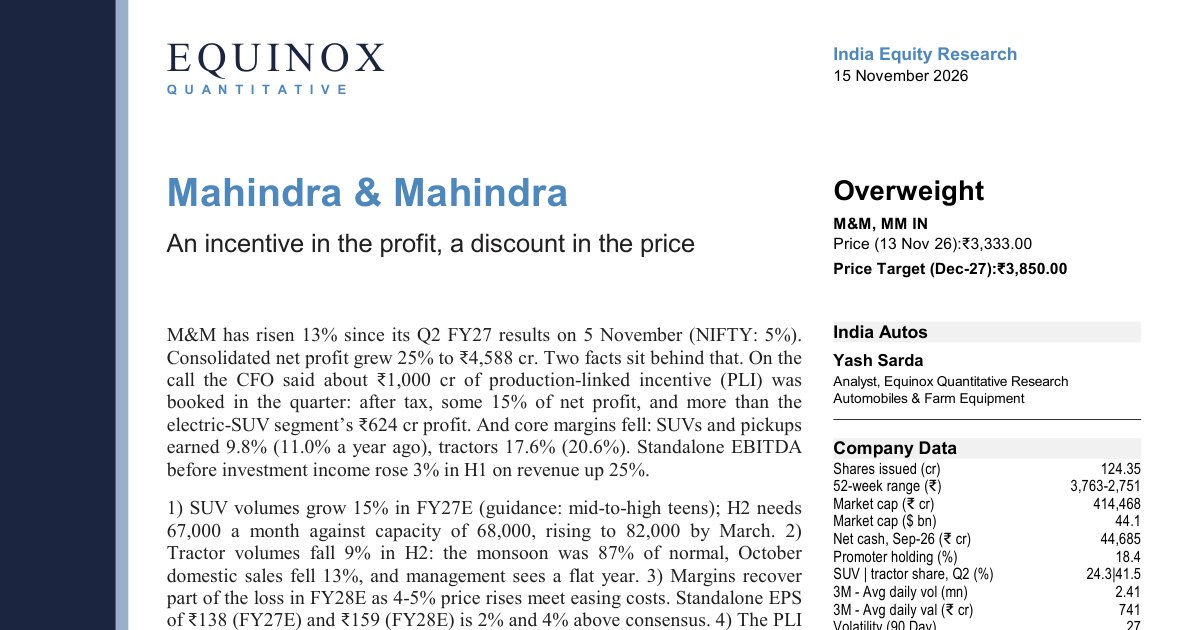 EQUINOX
QUANTITATIVE
India Equity Research
15 November 2026
Mahindra & Mahindra
An incentive in the profit, a discount in the price
M&M has risen 13% since its Q2 FY27 results on 5 November (NIFTY: 5%).
Consolidated net profit grew 25% to ₹4,588 cr. Two facts sit behind that. On the
call the CFO said about ₹1,000 cr of production-linked incentive (PLI) was
booked in the quarter: after tax, some 15% of net profit, and more than the
electric-SUV segment’s ₹624 cr profit. And core margins fell: SUVs and pickups
earned 9.8% (11.0% a year ago), tractors 17.6% (20.6%). Standalone EBITDA
before investment income rose 3% in H1 on revenue up 25%.
1) SUV volumes grow 15% in FY27E (guidance: mid-to-high teens); H2 needs
67,000 a month against capacity of 68,000, rising to 82,000 by March. 2)
Tractor volumes fall 9% in H2: the monsoon was 87% of normal, October
domestic sales fell 13%, and management sees a flat year. 3) Margins recover
part of the loss in FY28E as 4-5% price rises meet easing costs. Standalone EPS
of ₹138 (FY27E) and ₹159 (FY28E) is 2% and 4% above consensus. 4) The PLI
Overweight
M&M, MM IN
Price (13 Nov 26):₹3,333.00
Price Target (Dec-27):₹3,850.00
India Autos
Yash Sarda
Analyst, Equinox Quantitative Research
Automobiles & Farm Equipment
Company Data
Shares issued (cr) 124.35
52-week range (₹) 3,763-2,751
Market cap (₹ cr) 414,468
Market cap ($ bn) 44.1
Net cash, Sep-26 (₹ cr) 44,685
Promoter holding (%) 18.4
SUV | tractor share, Q2 (%) 24.3|41.5
3M - Avg daily vol (mn) 2.41
3M - Avg daily val (₹ cr) 741
Volatility (90 Day) 27